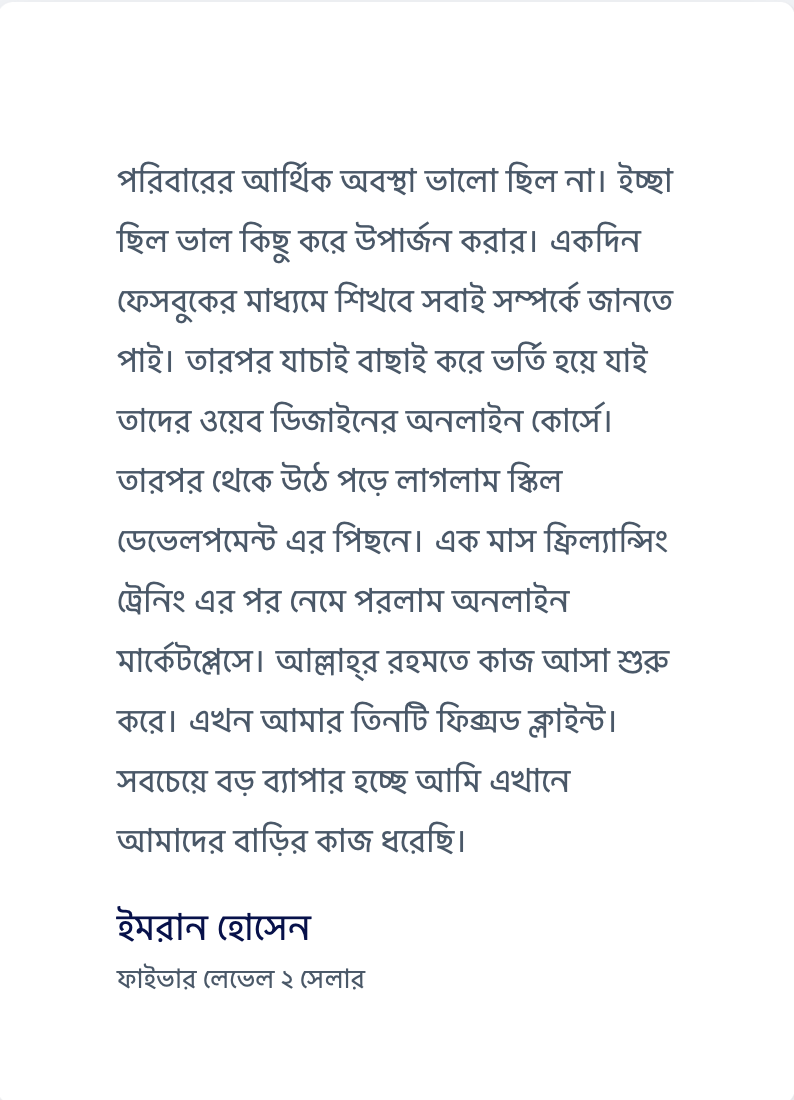 পরিবারের আর্থিক অবস্থা ভালো ছিল না। ইচ্ছা
ছিল ভাল কিছু করে উপার্জন করার। একদিন
ফেসবুকের মাধ্যমে শিখবে সবাই সম্পর্কে জানতে
পাই। তারপর যাচাই বাছাই করে ভর্তি হয়ে যাই
তাদের ওয়েব ডিজাইনের অনলাইন কোর্সে।
তারপর থেকে উঠে পড়ে লাগলাম স্কিল
ডেভেলপমেন্ট এর পিছনে। এক মাস ফ্রিল্যান্সিং
ট্রেনিং এর পর নেমে পরলাম অনলাইন
মার্কেটপ্লেসে। আল্লাহ্‌র রহমতে কাজ আসা শুরু
করে। এখন আমার তিনটি ফিক্সড ক্লাইন্ট।
সবচেয়ে বড় ব্যাপার হচ্ছে আমি এখানে
আমাদের বাড়ির কাজ ধরেছি।
ইমরান হোসেন
ফাইভার লেভেল ২ সেলার